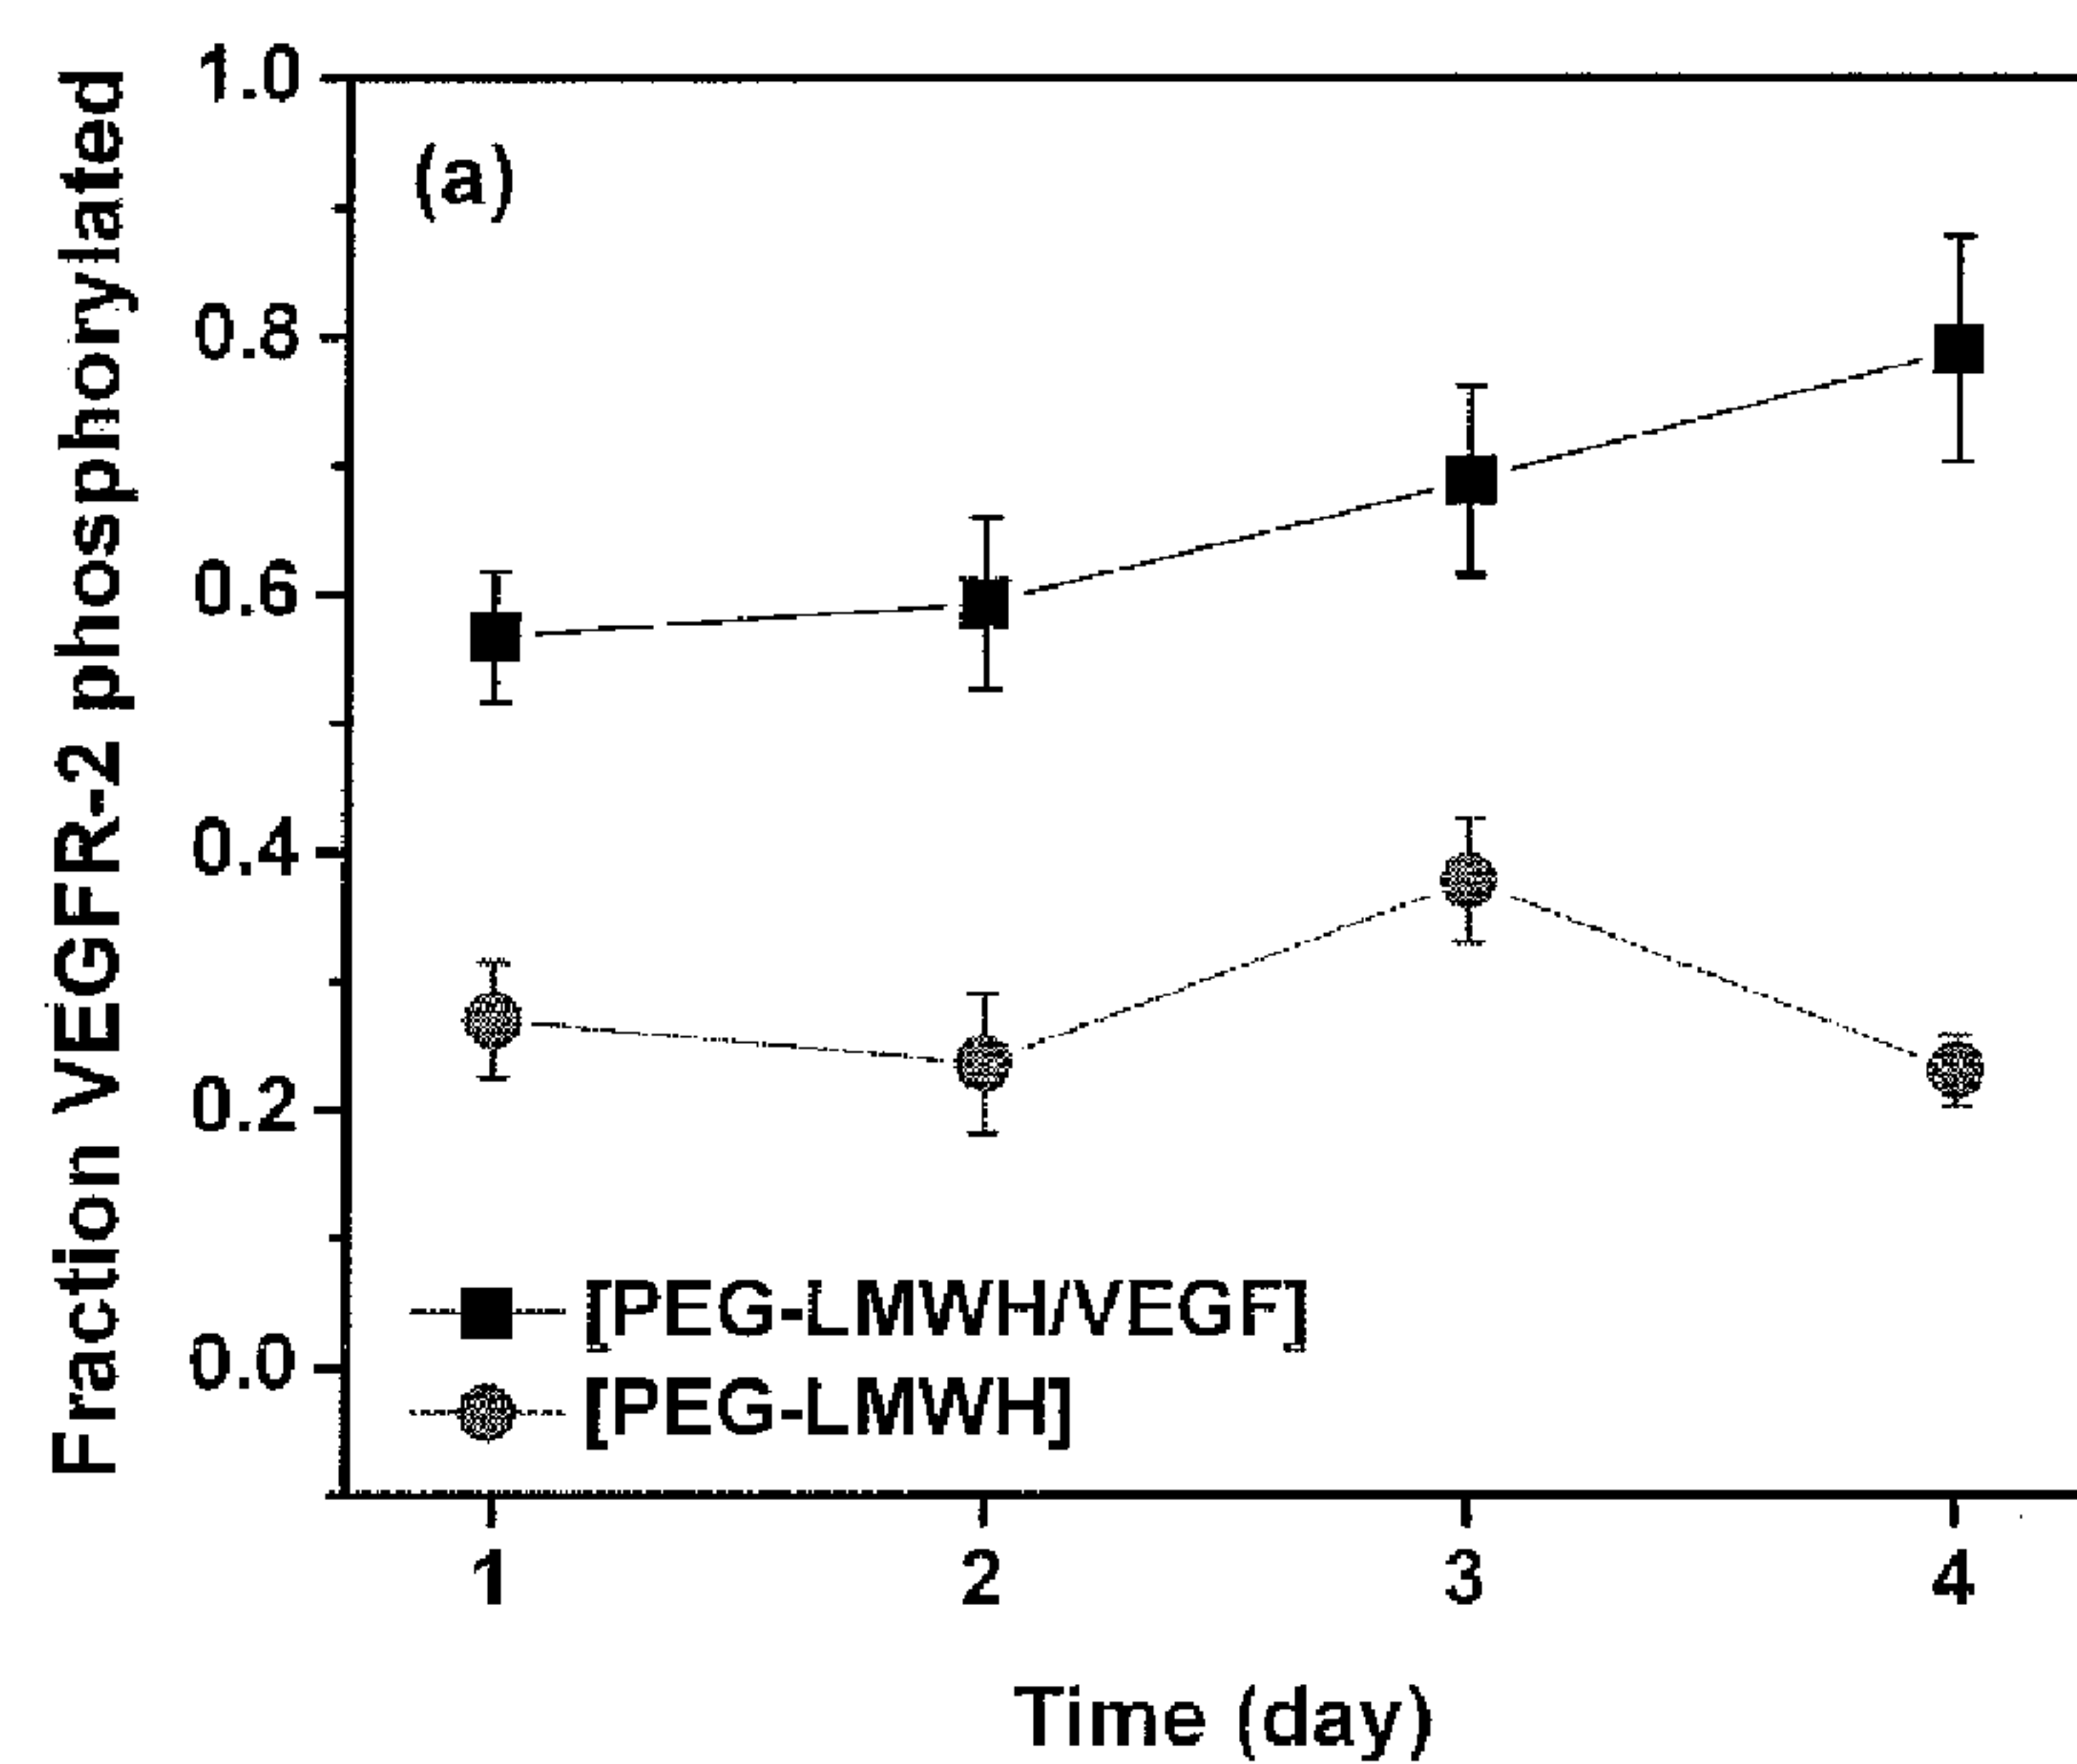 Fraction VEGFR-2 phosphorylated
1.0
(a)
0.8
0.6
0.4
0.2
0.0
[PEG-LMWH/VEGF]
[PEG-LMWH]
1 2 3 4
Time (day)